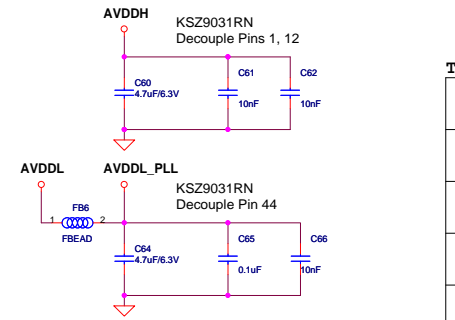 AVDDH
KSZ9031RN
Decouple Pins 1, 12
C60
4.7uF/6.3V
C61
10nF
C62
10nF
T
AVDDL
AVDDL_PLL
KSZ9031RN
Decouple Pin 44
FB6
1
2
FBEAD
C64
4.7uF/6.3V
C65
0.1uF
C66
10nF